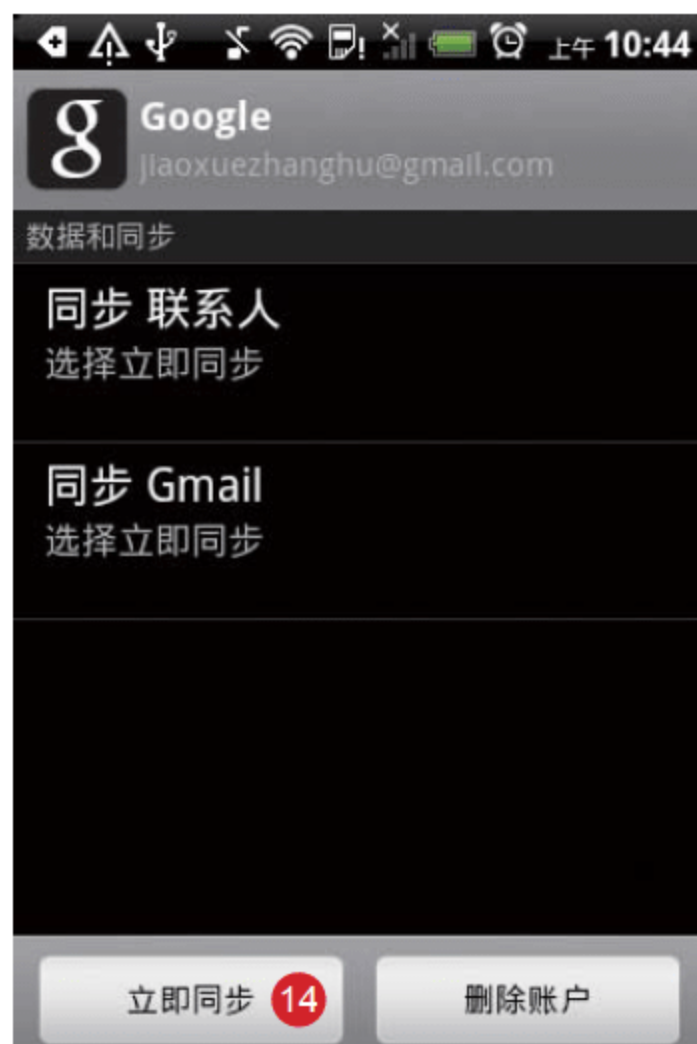 上午 10:44
Google
jiaoxuezhanghu@gmail.com
数据和同步
同步 联系人
选择立即同步
同步 Gmail
选择立即同步
立即同步 14
删除账户